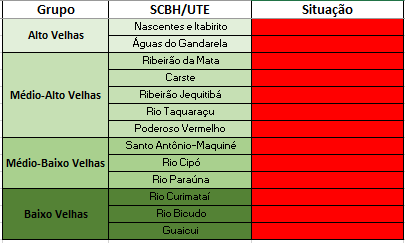 Grupo SCBH/UTE Situação
Alto Velhas
Nascentes e Itabirito
Águas do Gandarela
Médio-Alto Velhas
Ribeirão da Mata
Carste
Ribeirão Jequitibá
Rio Taquaraçu
Poderoso Vermelho
Médio-Baixo Velhas
Santo Antônio-Maquiné
Rio Cipó
Rio Paraúna
Baixo Velhas
Rio Curimataí
Rio Bicudo
Guaicui